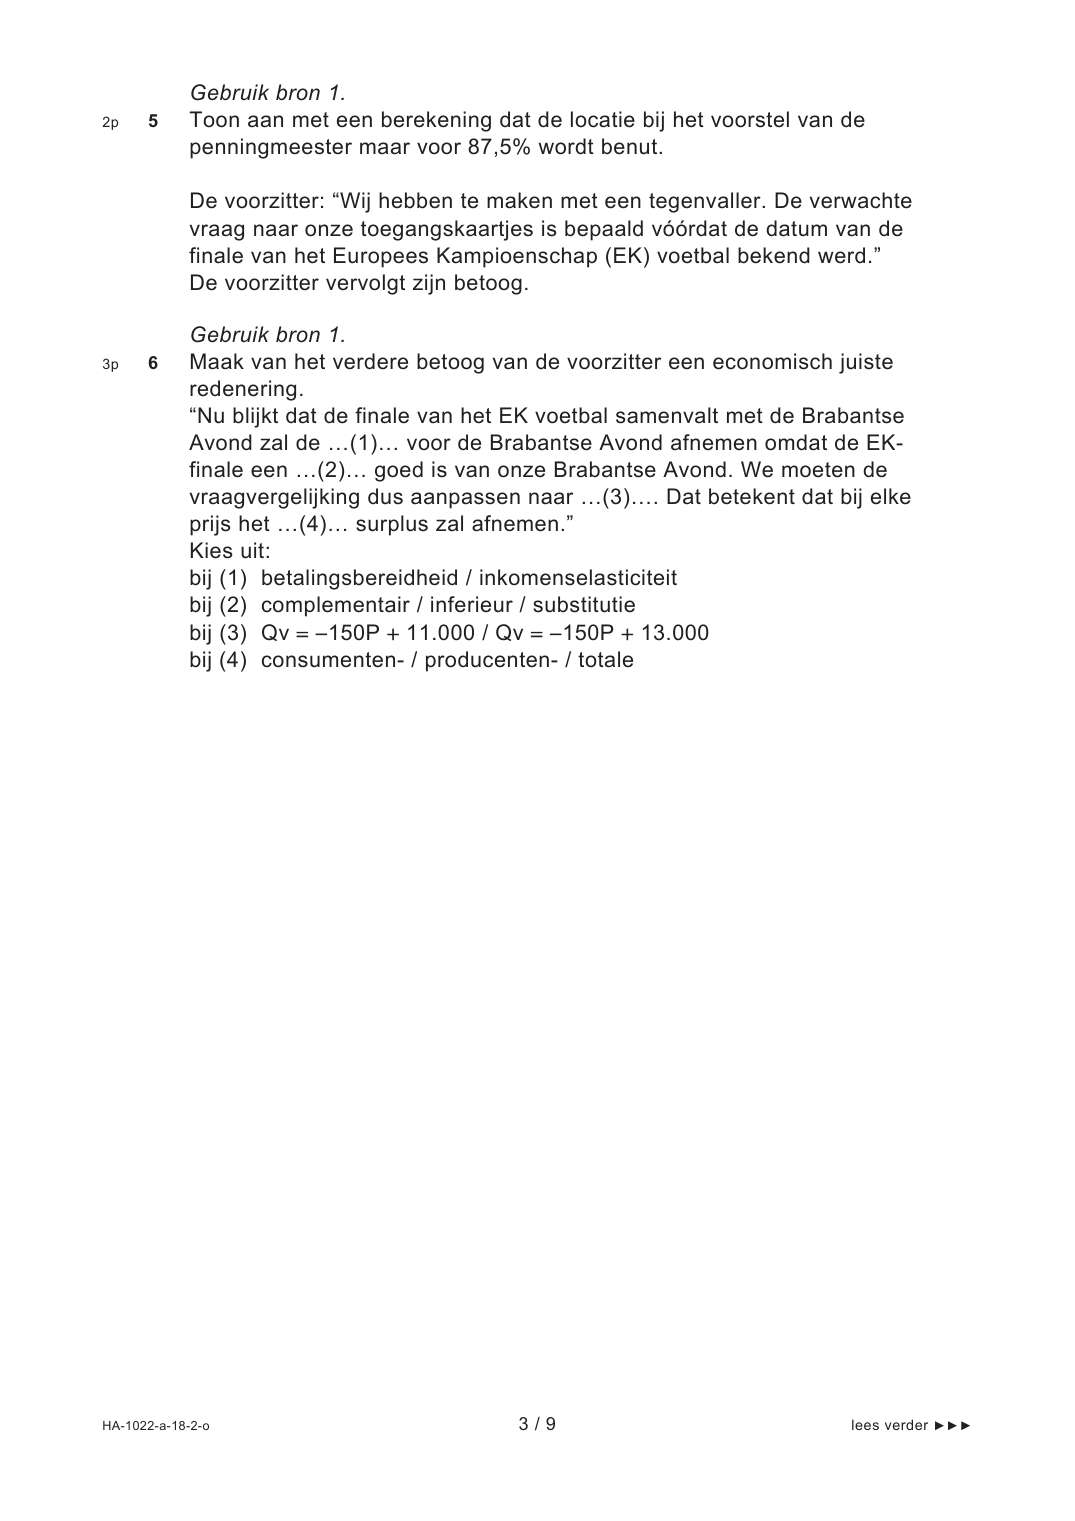 Gebruik bron 1.
2p 5 Toon aan met een berekening dat de locatie bij het voorstel van de
penningmeester maar voor 87,5% wordt benut.
De voorzitter: “Wij hebben te maken met een tegenvaller. De verwachte
vraag naar onze toegangskaartjes is bepaald vóórdat de datum van de
finale van het Europees Kampioenschap (EK) voetbal bekend werd.”
De voorzitter vervolgt zijn betoog.
Gebruik bron 1.
3p 6 Maak van het verdere betoog van de voorzitter een economisch juiste
redenering.
“Nu blijkt dat de finale van het EK voetbal samenvalt met de Brabantse
Avond zal de …(1)… voor de Brabantse Avond afnemen omdat de EK-
finale een …(2)… goed is van onze Brabantse Avond. We moeten de
vraagvergelijking dus aanpassen naar …(3)…. Dat betekent dat bij elke
prijs het …(4)… surplus zal afnemen.”
Kies uit:
bij (1) betalingsbereidheid / inkomenselasticiteit
bij (2) complementair / inferieur / substitutie
bij (3) Qv = –150P + 11.000 / Qv = –150P + 13.000
bij (4) consumenten- / producenten- / totale
HA-1022-a-18-2-o 3 / 9 lees verder ►►►